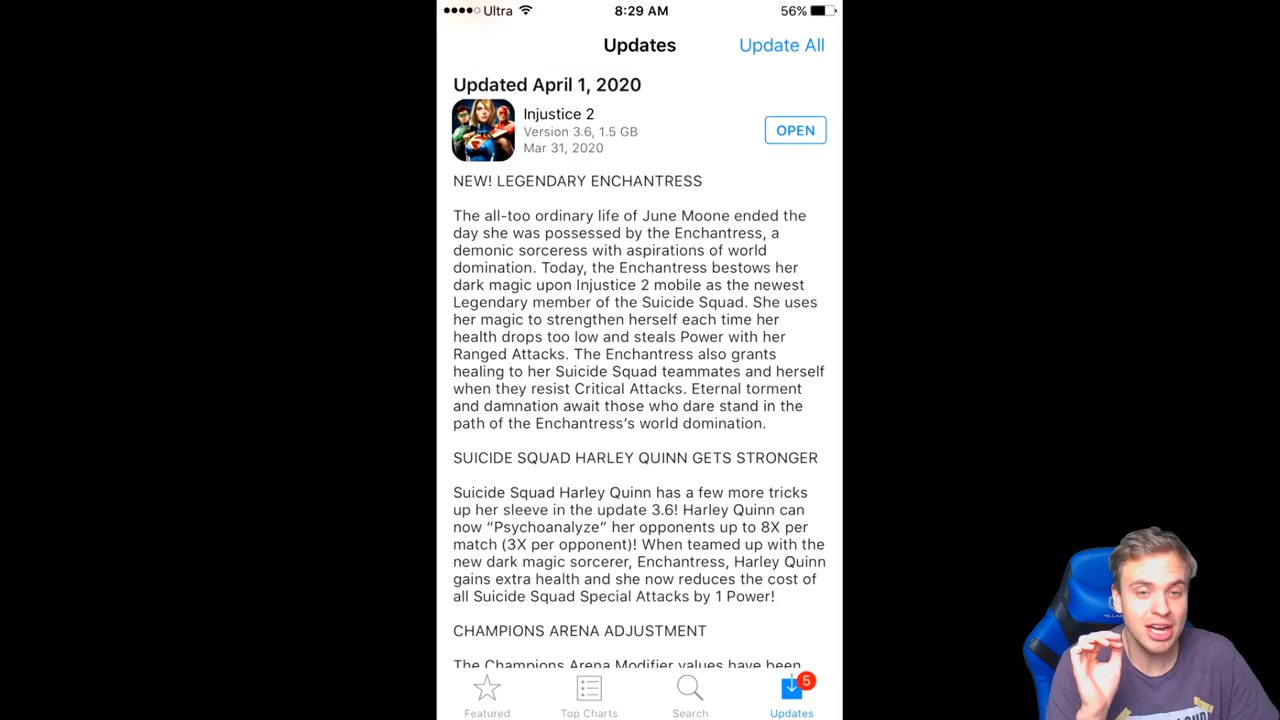 Ultra 8:29 AM 56%
Updates Update All
Updated April 1, 2020
Injustice 2
Version 3.6, 1.5 GB
OPEN
Mar 31, 2020
NEW! LEGENDARY ENCHANTRESS
The all-too ordinary life of June Moone ended the
day she was possessed by the Enchantress, a
demonic sorceress with aspirations of world
domination. Today, the Enchantress bestows her
dark magic upon Injustice 2 mobile as the newest
Legendary member of the Suicide Squad. She uses
her magic to strengthen herself each time her
health drops too low and steals Power with her
Ranged Attacks. The Enchantress also grants
healing to her Suicide Squad teammates and herself
when they resist Critical Attacks. Eternal torment
and damnation await those who dare stand in the
path of the Enchantress's world domination.
SUICIDE SQUAD HARLEY QUINN GETS STRONGER
Suicide Squad Harley Quinn has a few more tricks
up her sleeve in the update 3.6! Harley Quinn can
now “Psychoanalyze” her opponents up to 8X per
match (3X per opponent)! When teamed up with the
new dark magic sorcerer, Enchantress, Harley Quinn
gains extra health and she now reduces the cost of
all Suicide Squad Special Attacks by 1 Power!
CHAMPIONS ARENA ADJUSTMENT
The Champions Arena Modifier values have been
5
Featured Top Charts Search Updates